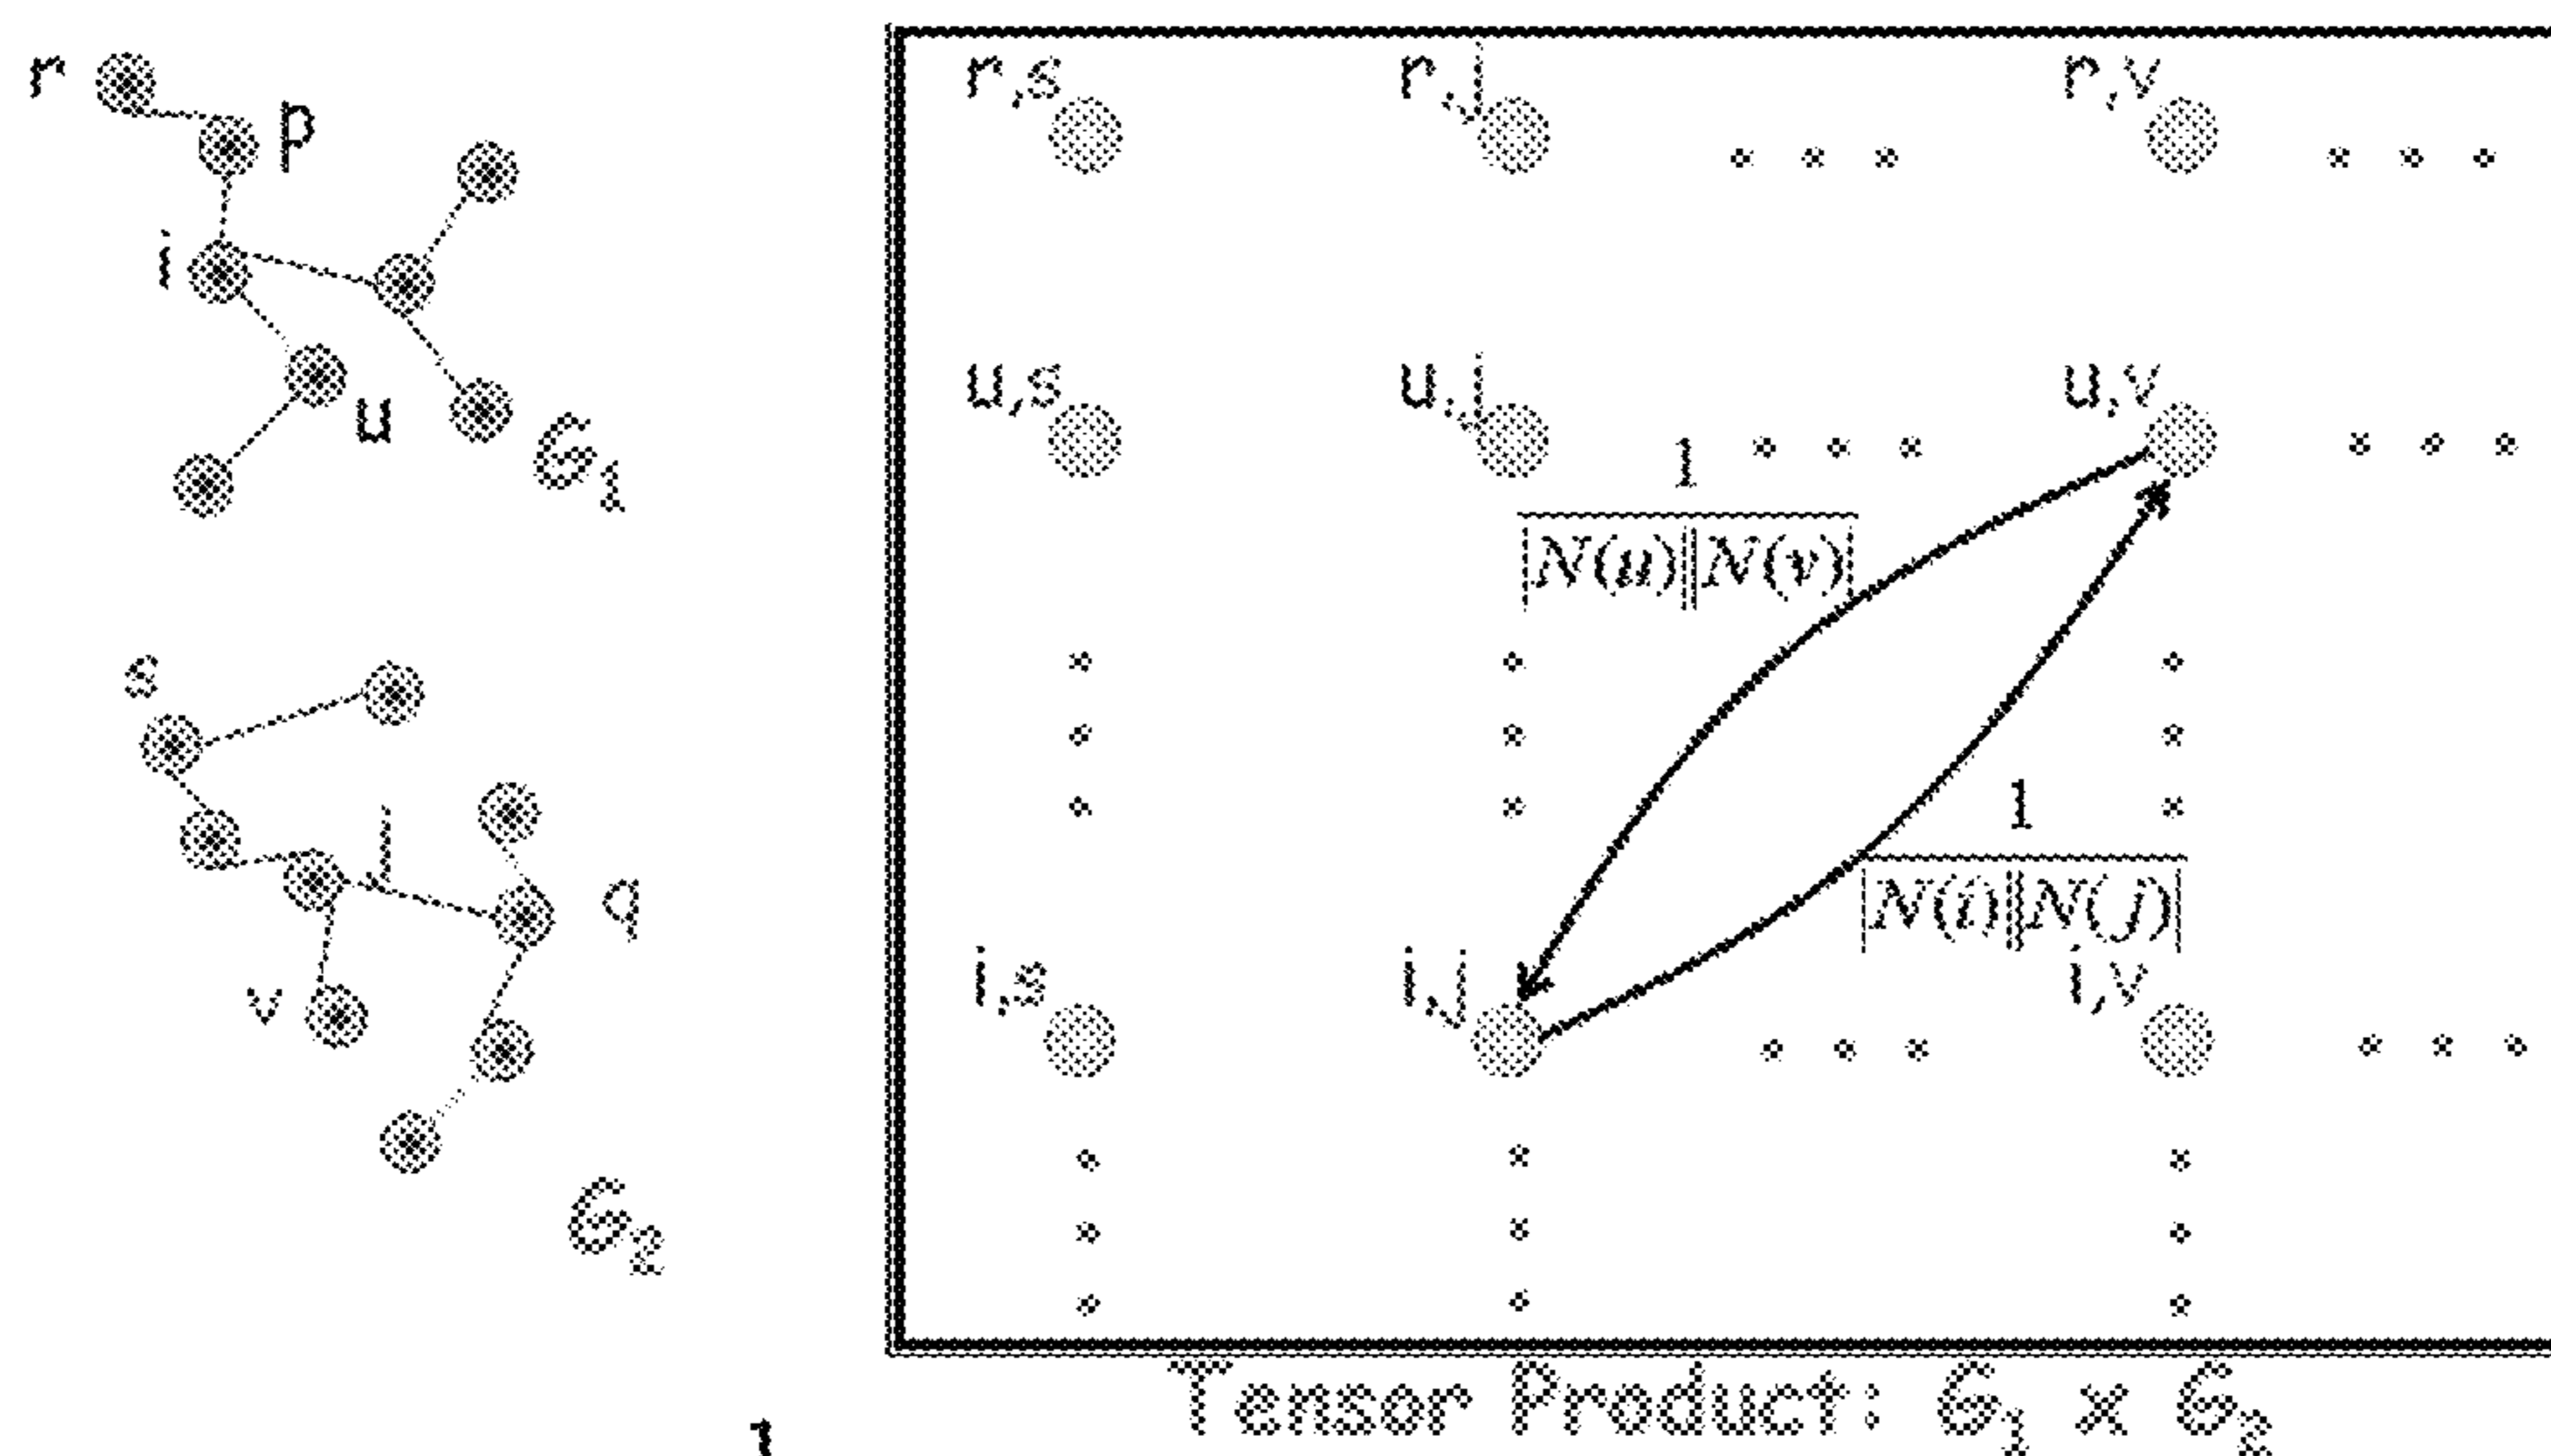 r
p
i
u
G₁
s
j
q
v
G₂
r,s r,j r,v
u,s u,j u,v
1
|N(u)||N(v)|
1
|N(i)||N(j)|
i,s i,j i,v
Tensor Product: G₁ x G₂